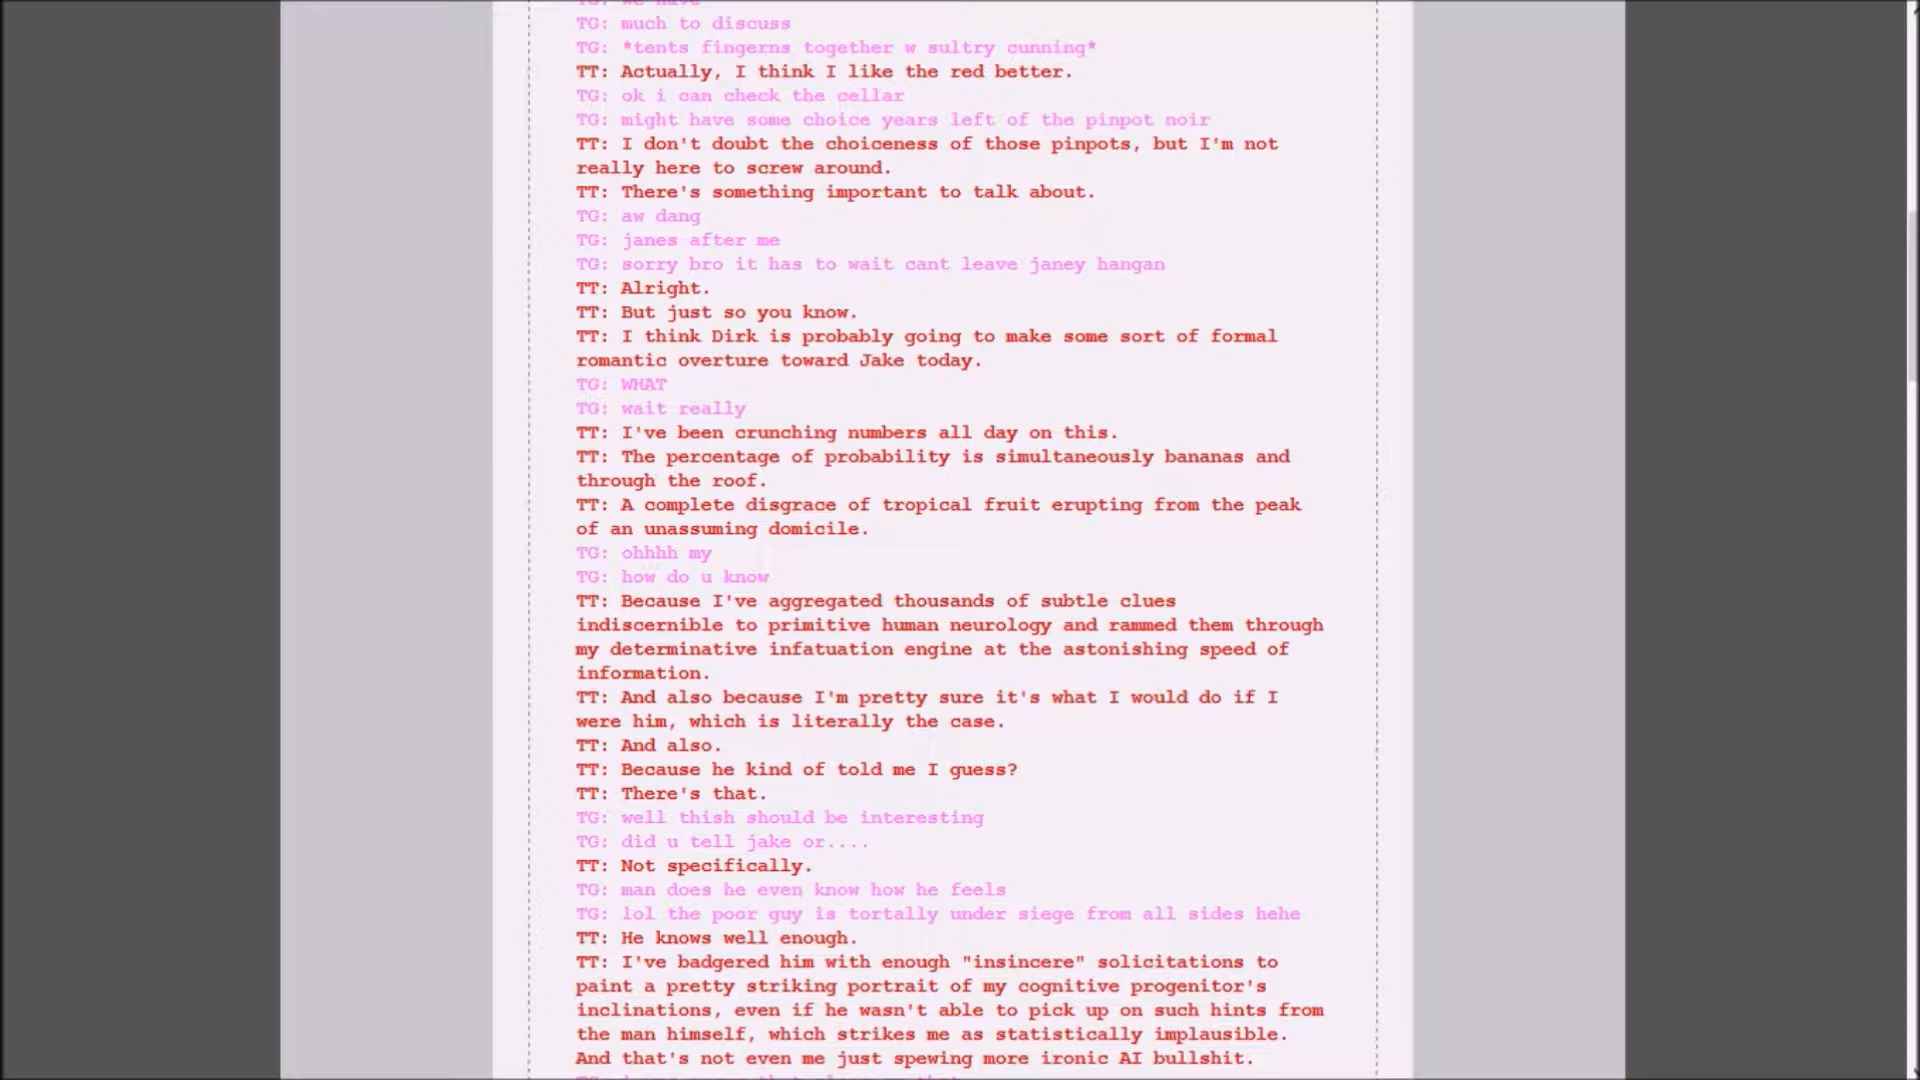 TG: we have
TG: much to discuss
TG: *tents fingerns together w sultry cunning*
TT: Actually, I think I like the red better.
TG: ok i can check the cellar
TG: might have some choice years left of the pinpot noir
TT: I don't doubt the choiceness of those pinpots, but I'm not
really here to screw around.
TT: There's something important to talk about.
TG: aw dang
TG: janes after me
TG: sorry bro it has to wait cant leave janey hangan
TT: Alright.
TT: But just so you know.
TT: I think Dirk is probably going to make some sort of formal
romantic overture toward Jake today.
TG: WHAT
TG: wait really
TT: I've been crunching numbers all day on this.
TT: The percentage of probability is simultaneously bananas and
through the roof.
TT: A complete disgrace of tropical fruit erupting from the peak
of an unassuming domicile.
TG: ohhhh my
TG: how do u know
TT: Because I've aggregated thousands of subtle clues
indiscernible to primitive human neurology and rammed them through
my determinative infatuation engine at the astonishing speed of
information.
TT: And also because I'm pretty sure it's what I would do if I
were him, which is literally the case.
TT: And also.
TT: Because he kind of told me I guess?
TT: There's that.
TG: well thish should be interesting
TG: did u tell jake or....
TT: Not specifically.
TG: man does he even know how he feels
TG: lol the poor guy is tortally under siege from all sides hehe
TT: He knows well enough.
TT: I've badgered him with enough "insincere" solicitations to
paint a pretty striking portrait of my cognitive progenitor's
inclinations, even if he wasn't able to pick up on such hints from
the man himself, which strikes me as statistically implausible.
And that's not even me just spewing more ironic AI bullshit.